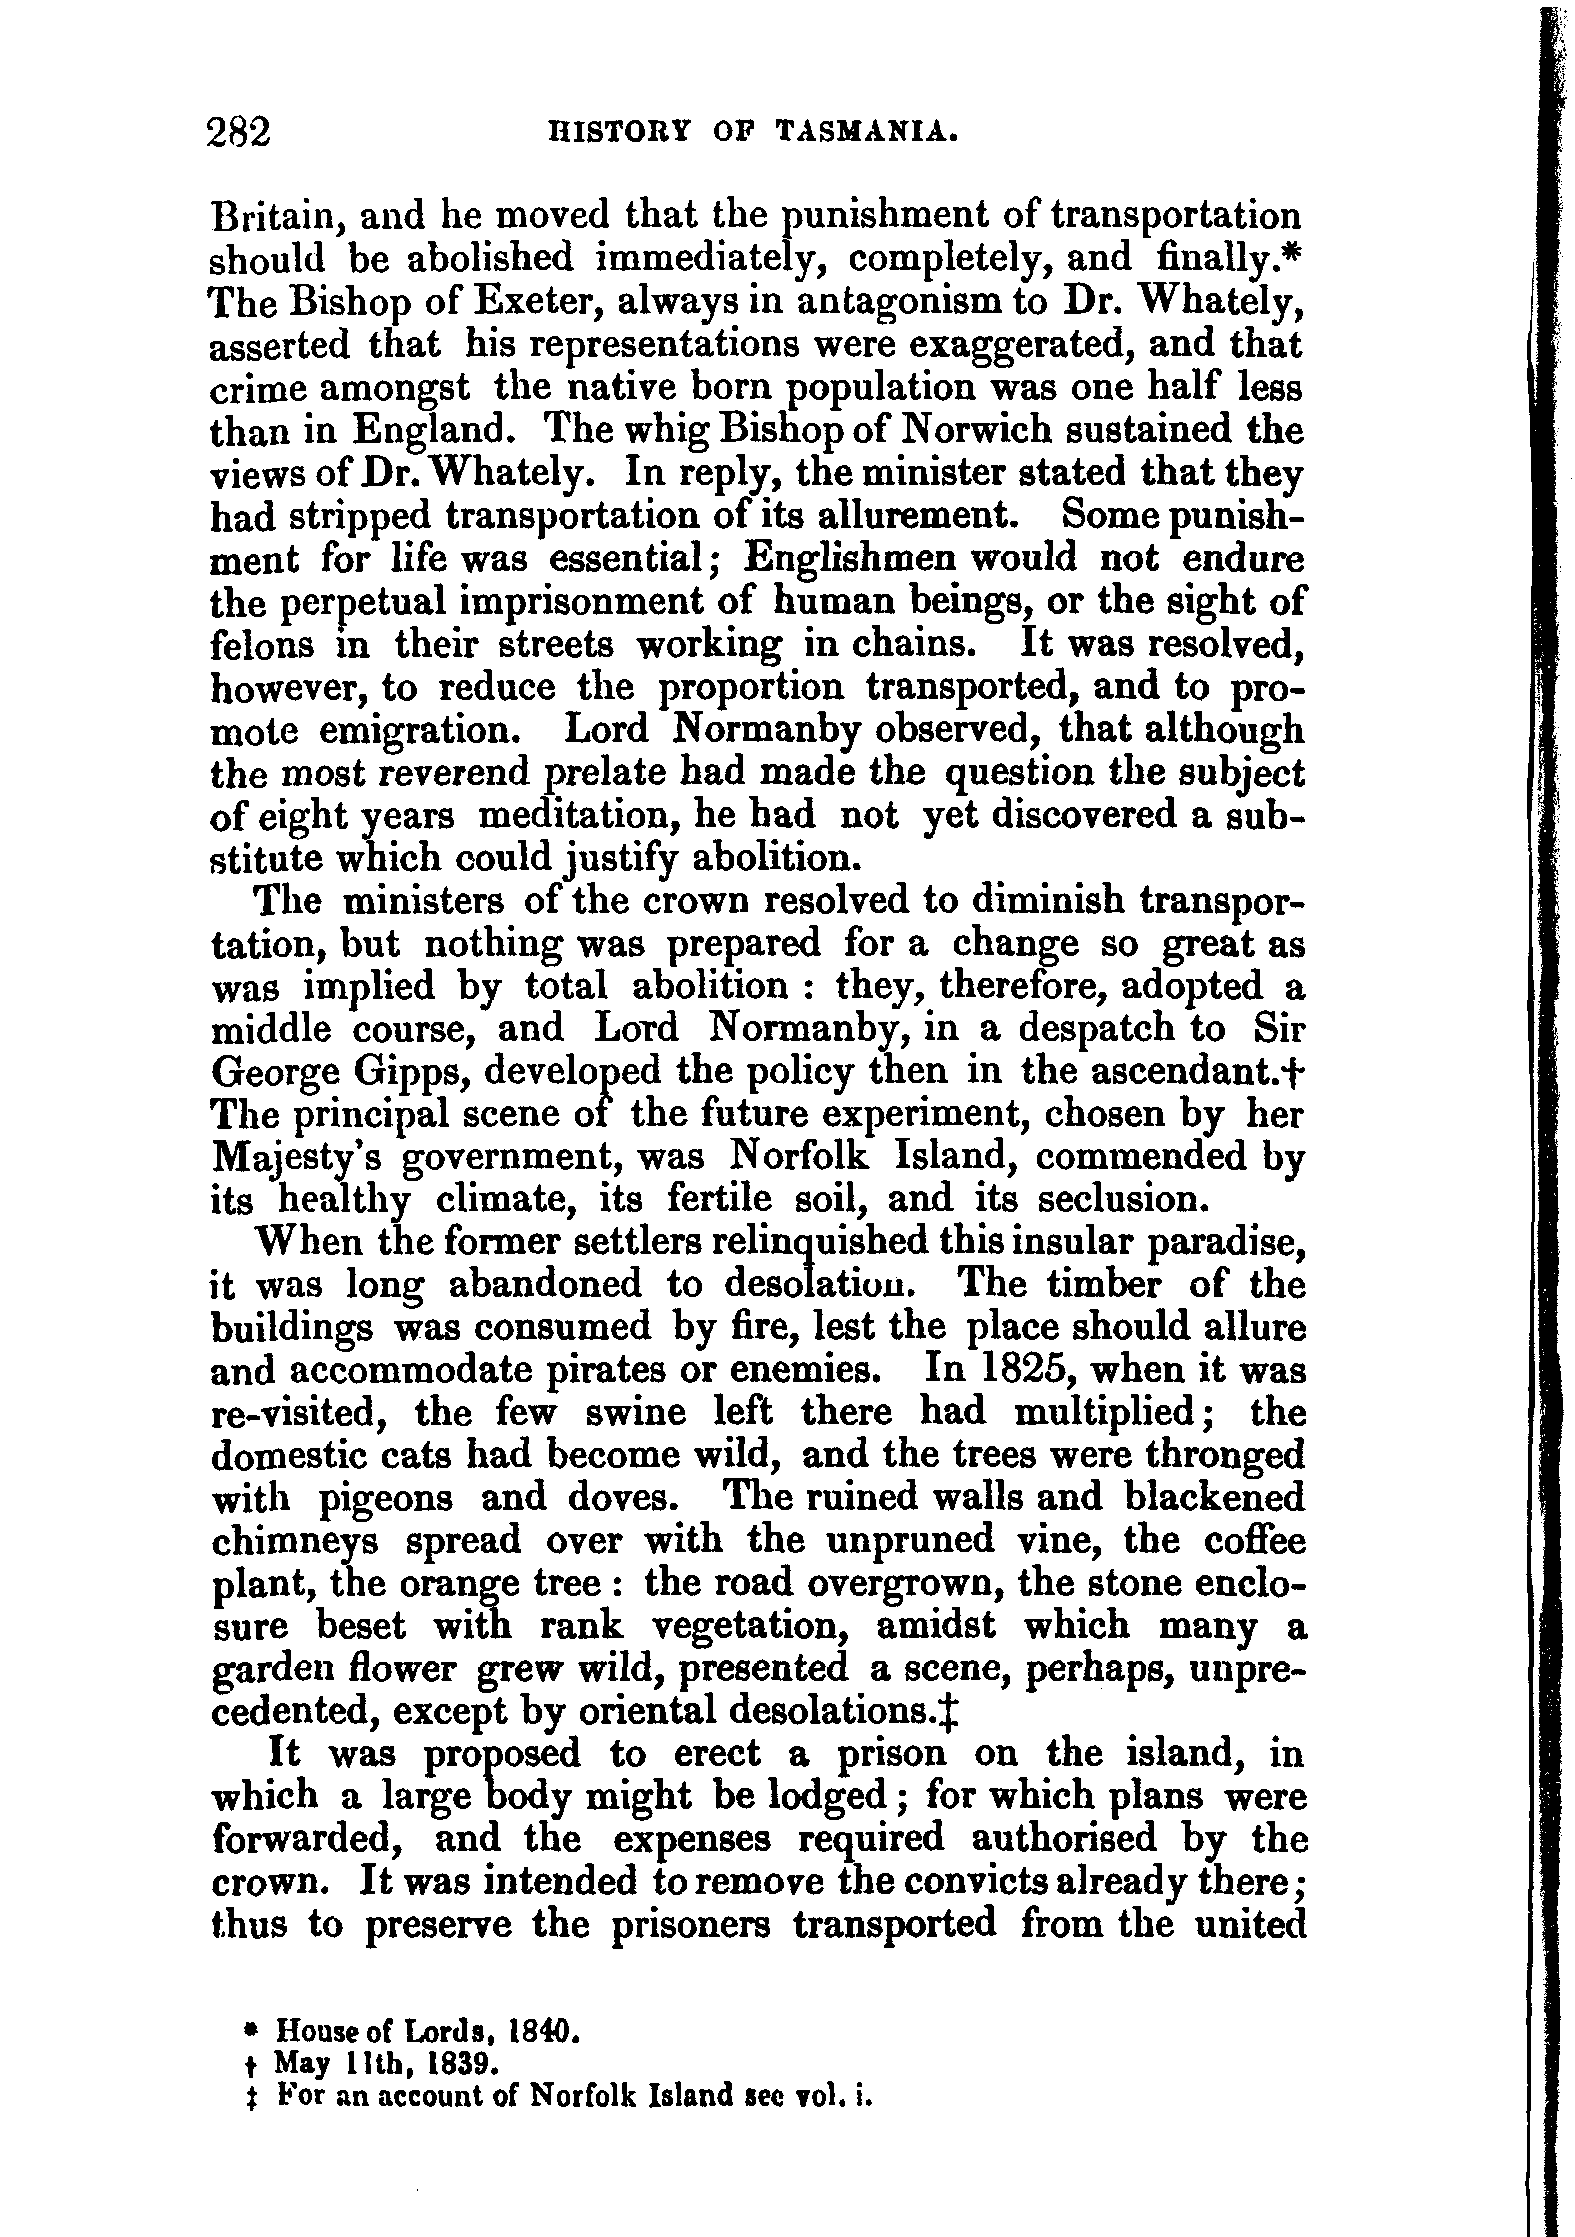 282 HISTORY OF TASMANIA.
Britain, and he moved that the punishment of transportation
should be abolished immediately, completely, and finally.*
The Bishop of Exeter, always in antagonism to Dr. Whately,
asserted that his representations were exaggerated, and that
crime amongst the native born population was one half less
than in England. The whig Bishop of Norwich sustained the
views of Dr. Whately. In reply, the minister stated that they
had stripped transportation of its allurement. Some punish-
ment for life was essential; Englishmen would not endure
the perpetual imprisonment of human beings, or the sight of
felons in their streets working in chains. It was resolved,
however, to reduce the proportion transported, and to pro-
mote emigration. Lord Normanby observed, that although
the most reverend prelate had made the question the subject
of eight years meditation, he had not yet discovered a sub-
stitute which could justify abolition.
The ministers of the crown resolved to diminish transpor-
tation, but nothing was prepared for a change so great as
was implied by total abolition : they, therefore, adopted a
middle course, and Lord Normanby, in a despatch to Sir
George Gipps, developed the policy then in the ascendant.†
The principal scene of the future experiment, chosen by her
Majesty's government, was Norfolk Island, commended by
its healthy climate, its fertile soil, and its seclusion.
When the former settlers relinquished this insular paradise,
it was long abandoned to desolation. The timber of the
buildings was consumed by fire, lest the place should allure
and accommodate pirates or enemies. In 1825, when it was
re-visited, the few swine left there had multiplied; the
domestic cats had become wild, and the trees were thronged
with pigeons and doves. The ruined walls and blackened
chimneys spread over with the unpruned vine, the coffee
plant, the orange tree : the road overgrown, the stone enclo-
sure beset with rank vegetation, amidst which many a
garden flower grew wild, presented a scene, perhaps, unpre-
cedented, except by oriental desolations.‡
It was proposed to erect a prison on the island, in
which a large body might be lodged ; for which plans were
forwarded, and the expenses required authorised by the
crown. It was intended to remove the convicts already there;
thus to preserve the prisoners transported from the united
* House of Lords, 1840.
† May 11th, 1839.
‡ For an account of Norfolk Island see vol. i.